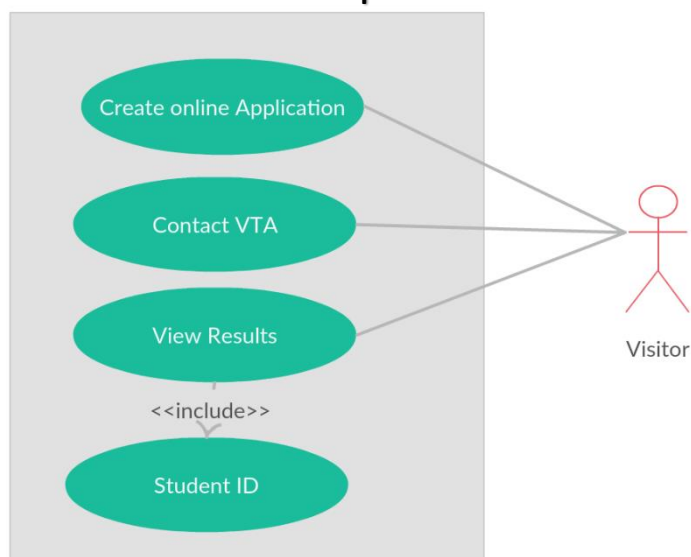 Create online Application
Contact VTA
View Results
Visitor
<<include>>
Student ID